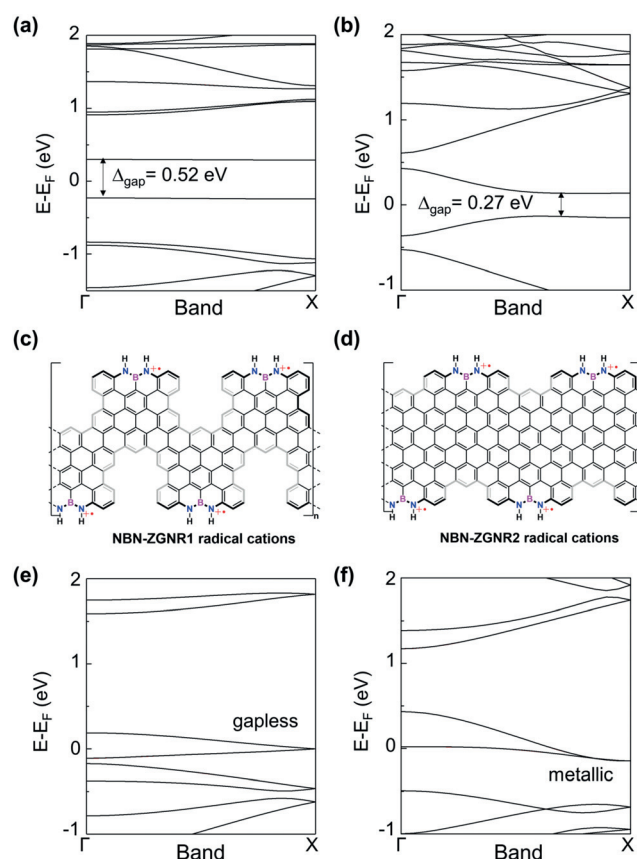 (a)
2
1
0
-1
E-E_F (eV)
Δ_gap= 0.52 eV
Γ Band X
(b)
2
1
0
-1
E-E_F (eV)
Δ_gap= 0.27 eV
Γ Band X
(c)
H H
N B N +•
H H
N B N +•
N B N +•
H H
N B N +•
H H
n
NBN-ZGNR1 radical cations
(d)
H H
N B N +•
H H
N B N +•
N B N +•
H H
N B N +•
H H
NBN-ZGNR2 radical cations
(e)
2
1
0
-1
E-E_F (eV)
gapless
Γ Band X
(f)
2
1
0
-1
E-E_F (eV)
metallic
Γ Band X